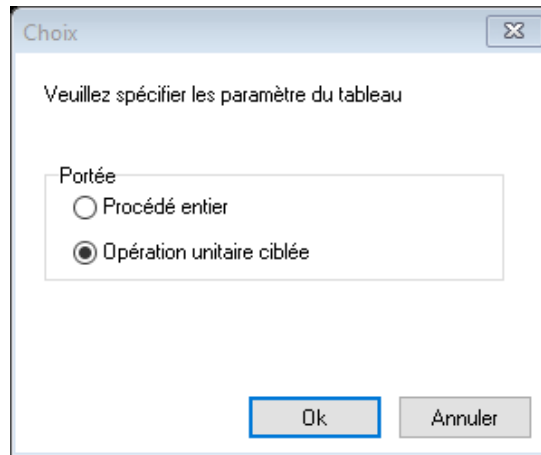 Choix
Veuillez spécifier les paramètre du tableau
Portée
Procédé entier
Opération unitaire ciblée
Ok
Annuler